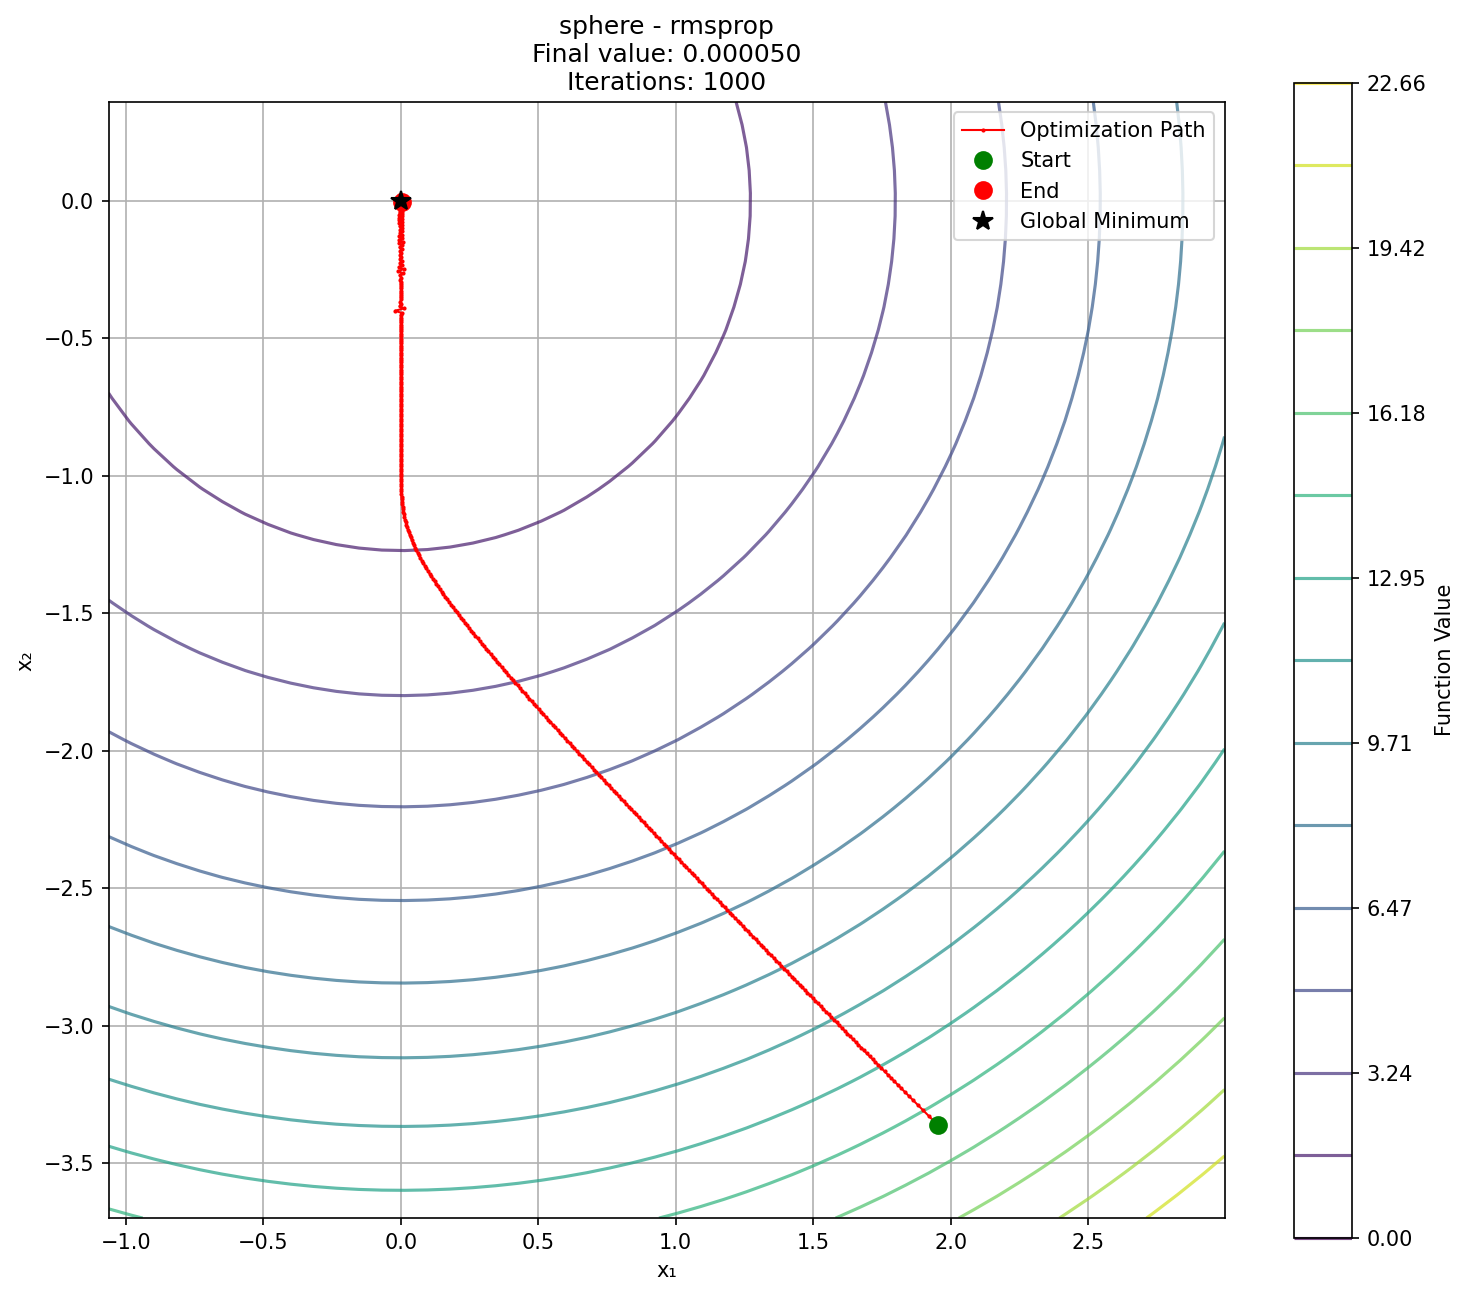 sphere - rmsprop
Final value: 0.000050
Iterations: 1000
Optimization Path
Start
End
Global Minimum
0.0
−0.5
−1.0
−1.5
−2.0
−2.5
−3.0
−3.5
x₂
−1.0 −0.5 0.0 0.5 1.0 1.5 2.0 2.5
x₁
22.66
19.42
16.18
12.95
9.71
6.47
3.24
0.00
Function Value